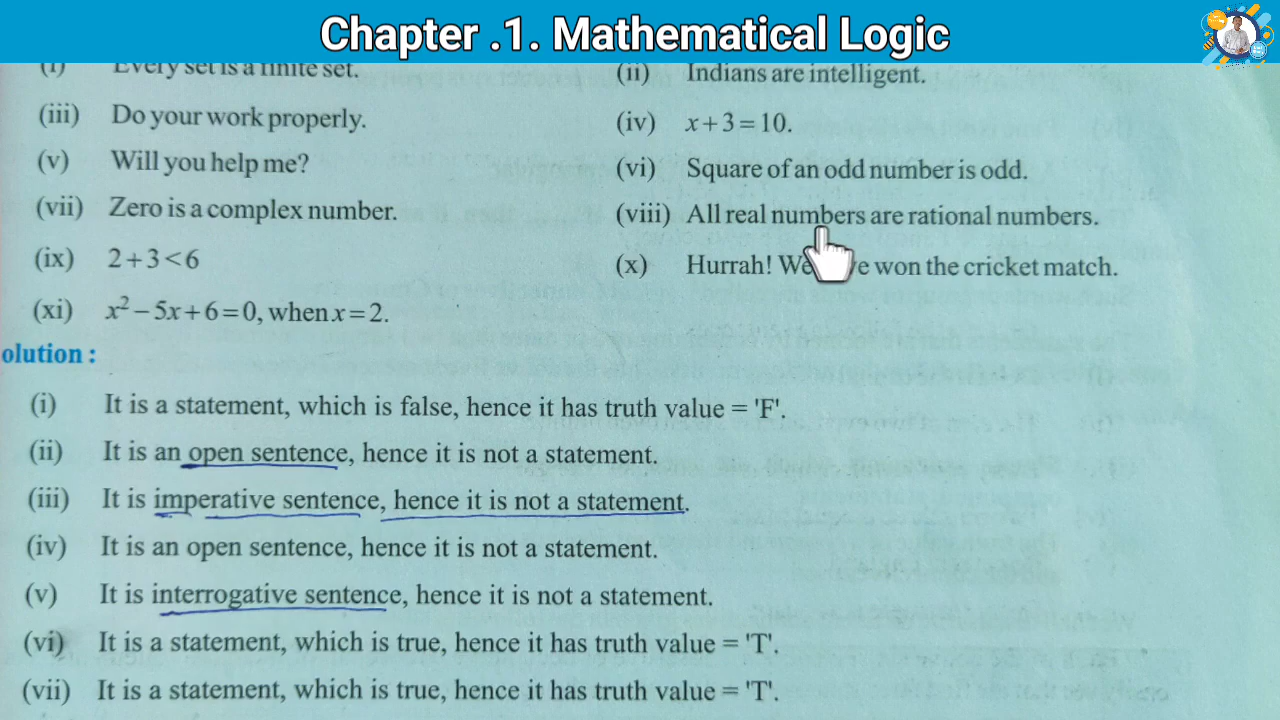 Chapter .1. Mathematical Logic
(i) Every set is a finite set. (ii) Indians are intelligent.
(iii) Do your work properly. (iv) x + 3 = 10.
(v) Will you help me? (vi) Square of an odd number is odd.
(vii) Zero is a complex number. (viii) All real numbers are rational numbers.
(ix) 2 + 3 < 6 (x) Hurrah! We ve won the cricket match.
(xi) x² – 5x + 6 = 0, when x = 2.
olution :
(i) It is a statement, which is false, hence it has truth value = 'F'.
(ii) It is an open sentence, hence it is not a statement.
(iii) It is imperative sentence, hence it is not a statement.
(iv) It is an open sentence, hence it is not a statement.
(v) It is interrogative sentence, hence it is not a statement.
(vi) It is a statement, which is true, hence it has truth value = 'T'.
(vii) It is a statement, which is true, hence it has truth value = 'T'.